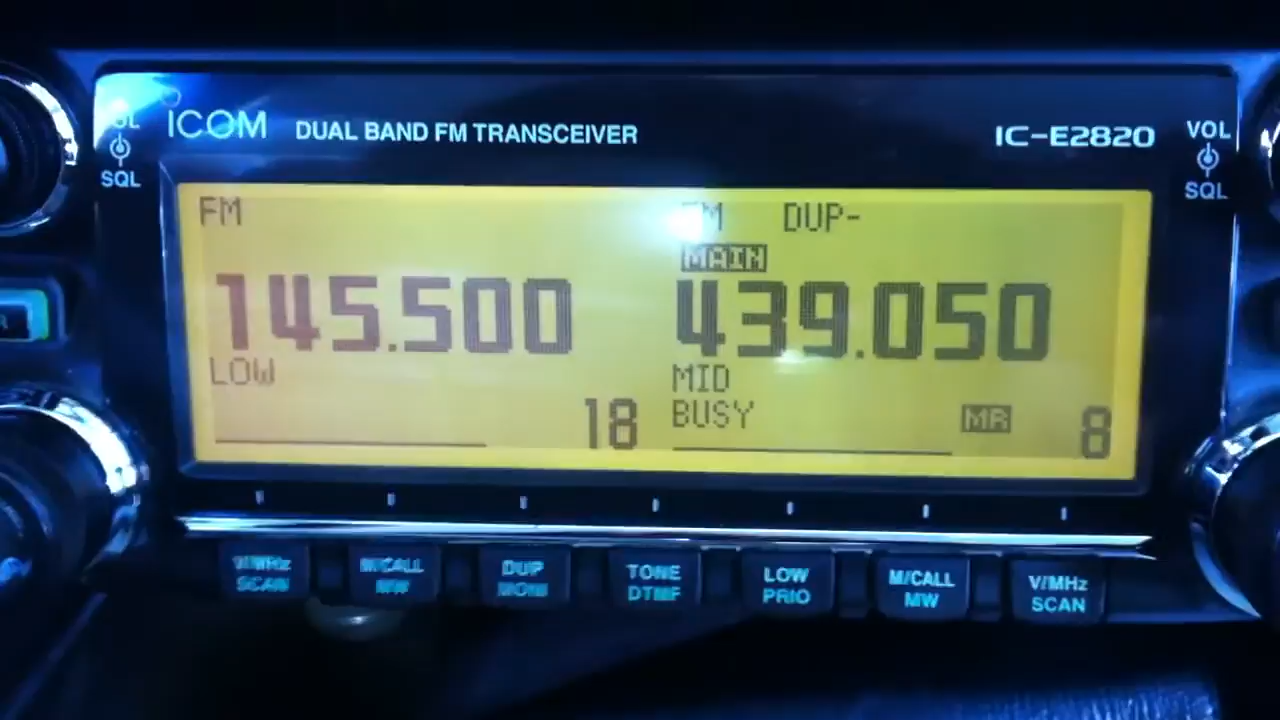 ICOM DUAL BAND FM TRANSCEIVER IC-E2820
VOL
SQL
VOL
SQL
FM
FM DUP-
MAIN
145.500
439.050
LOW
MID
18
BUSY MR 8
V/MHz
SCAN
M/CALL
MW
DUP
MONI
TONE
DTMF
LOW
PRIO
M/CALL
MW
V/MHz
SCAN
R